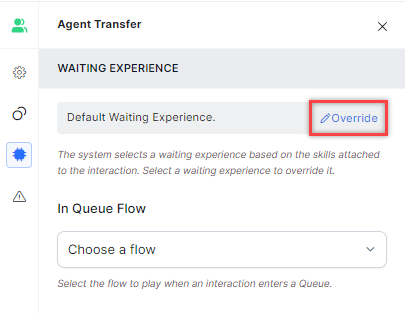 Agent Transfer
WAITING EXPERIENCE
Default Waiting Experience.
Override
The system selects a waiting experience based on the skills attached
to the interaction. Select a waiting experience to override it.
In Queue Flow
Choose a flow
Select the flow to play when an interaction enters a Queue.